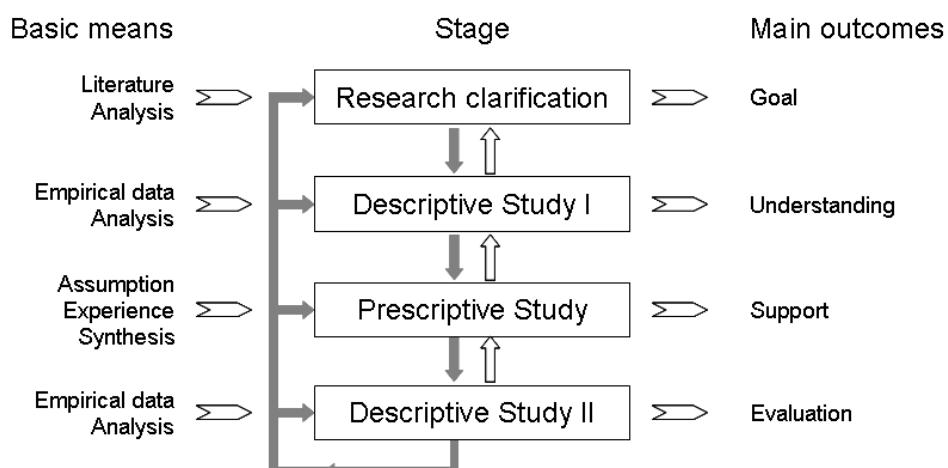 Basic means
Stage
Main outcomes
Literature
Analysis
Research clarification
Goal
Empirical data
Analysis
Descriptive Study I
Understanding
Assumption
Experience
Synthesis
Prescriptive Study
Support
Empirical data
Analysis
Descriptive Study II
Evaluation